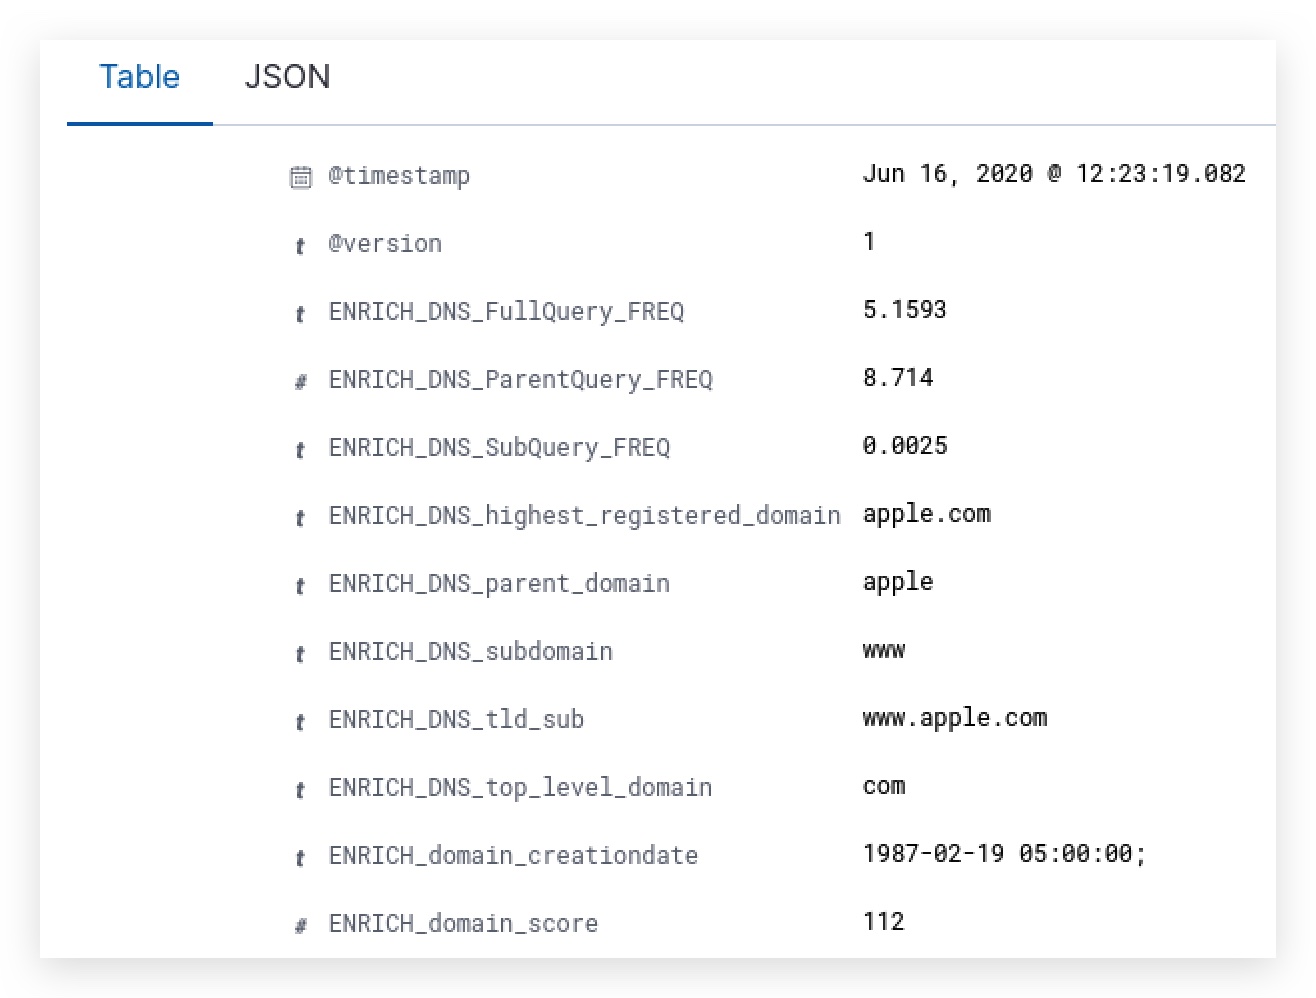 Table JSON
@timestamp Jun 16, 2020 @ 12:23:19.082
t @version 1
t ENRICH_DNS_FullQuery_FREQ 5.1593
# ENRICH_DNS_ParentQuery_FREQ 8.714
t ENRICH_DNS_SubQuery_FREQ 0.0025
t ENRICH_DNS_highest_registered_domain apple.com
t ENRICH_DNS_parent_domain apple
t ENRICH_DNS_subdomain www
t ENRICH_DNS_tld_sub www.apple.com
t ENRICH_DNS_top_level_domain com
t ENRICH_domain_creationdate 1987-02-19 05:00:00;
# ENRICH_domain_score 112